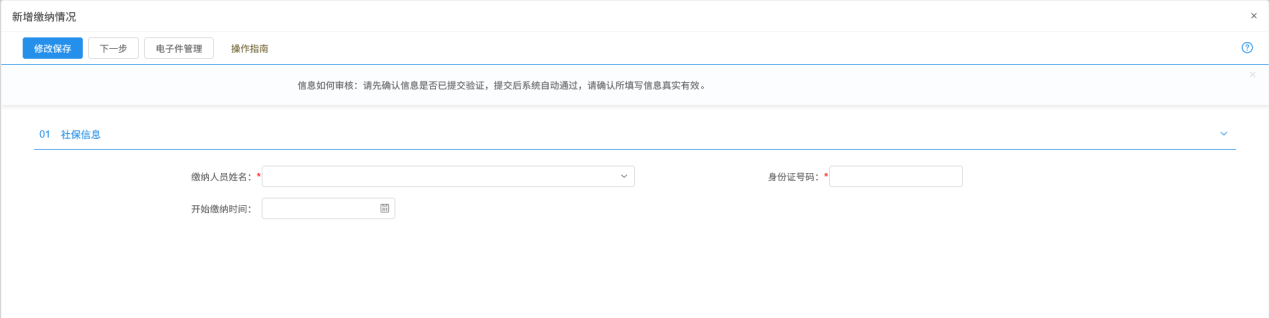 新增缴纳情况
修改保存 下一步 电子件管理 操作指南
信息如何审核：请先确认信息是否已提交验证，提交后系统自动通过，请确认所填写信息真实有效。
01 社保信息
缴纳人员姓名：* 身份证号码：*
开始缴纳时间：